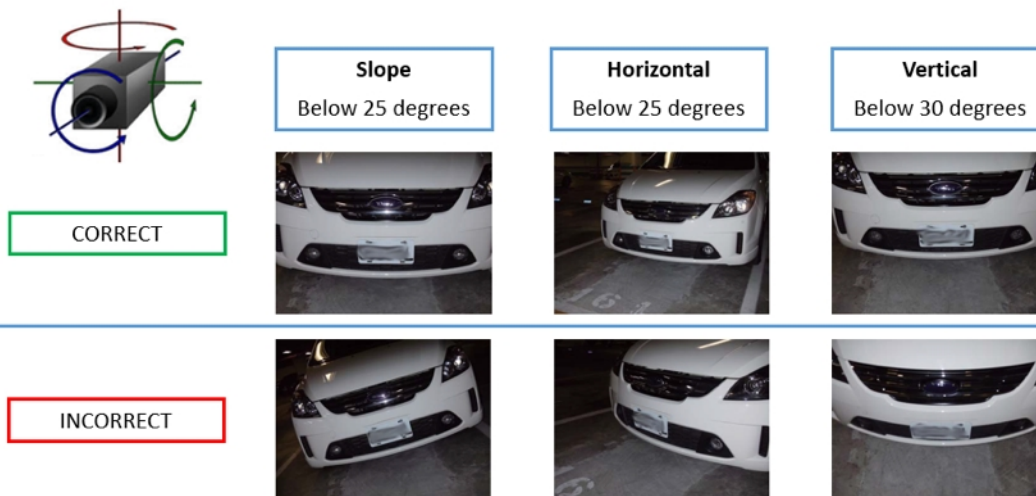 Slope
Below 25 degrees
Horizontal
Below 25 degrees
Vertical
Below 30 degrees
CORRECT
INCORRECT